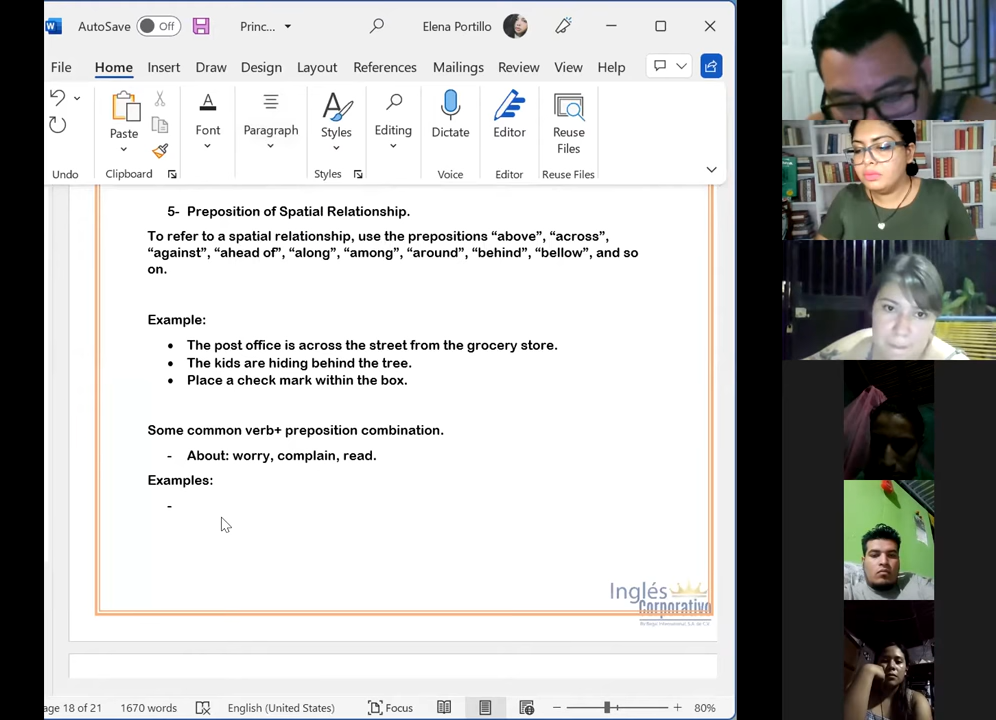 AutoSave Off Princ... Elena Portillo
File Home Insert Draw Design Layout References Mailings Review View Help
Paste Font Paragraph Styles Editing Dictate Editor Reuse Files
Undo Clipboard Styles Voice Editor Reuse Files
5- Preposition of Spatial Relationship.
To refer to a spatial relationship, use the prepositions “above”, “across”,
“against”, “ahead of”, “along”, “among”, “around”, “behind”, “bellow”, and so
on.
Example:
• The post office is across the street from the grocery store.
• The kids are hiding behind the tree.
• Place a check mark within the box.
Some common verb+ preposition combination.
- About: worry, complain, read.
Examples:
-
Inglés
Corporativo
age 18 of 21 1670 words English (United States) Focus 80%